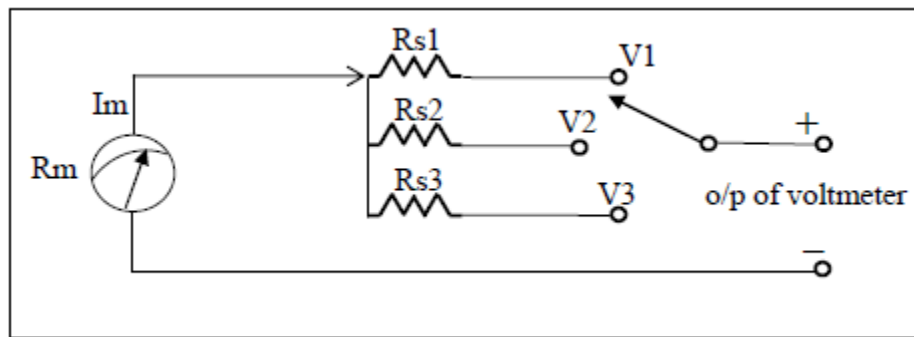 Rs1
V1
Im
Rs2
V2
+
Rm
Rs3
V3
o/p of voltmeter
−